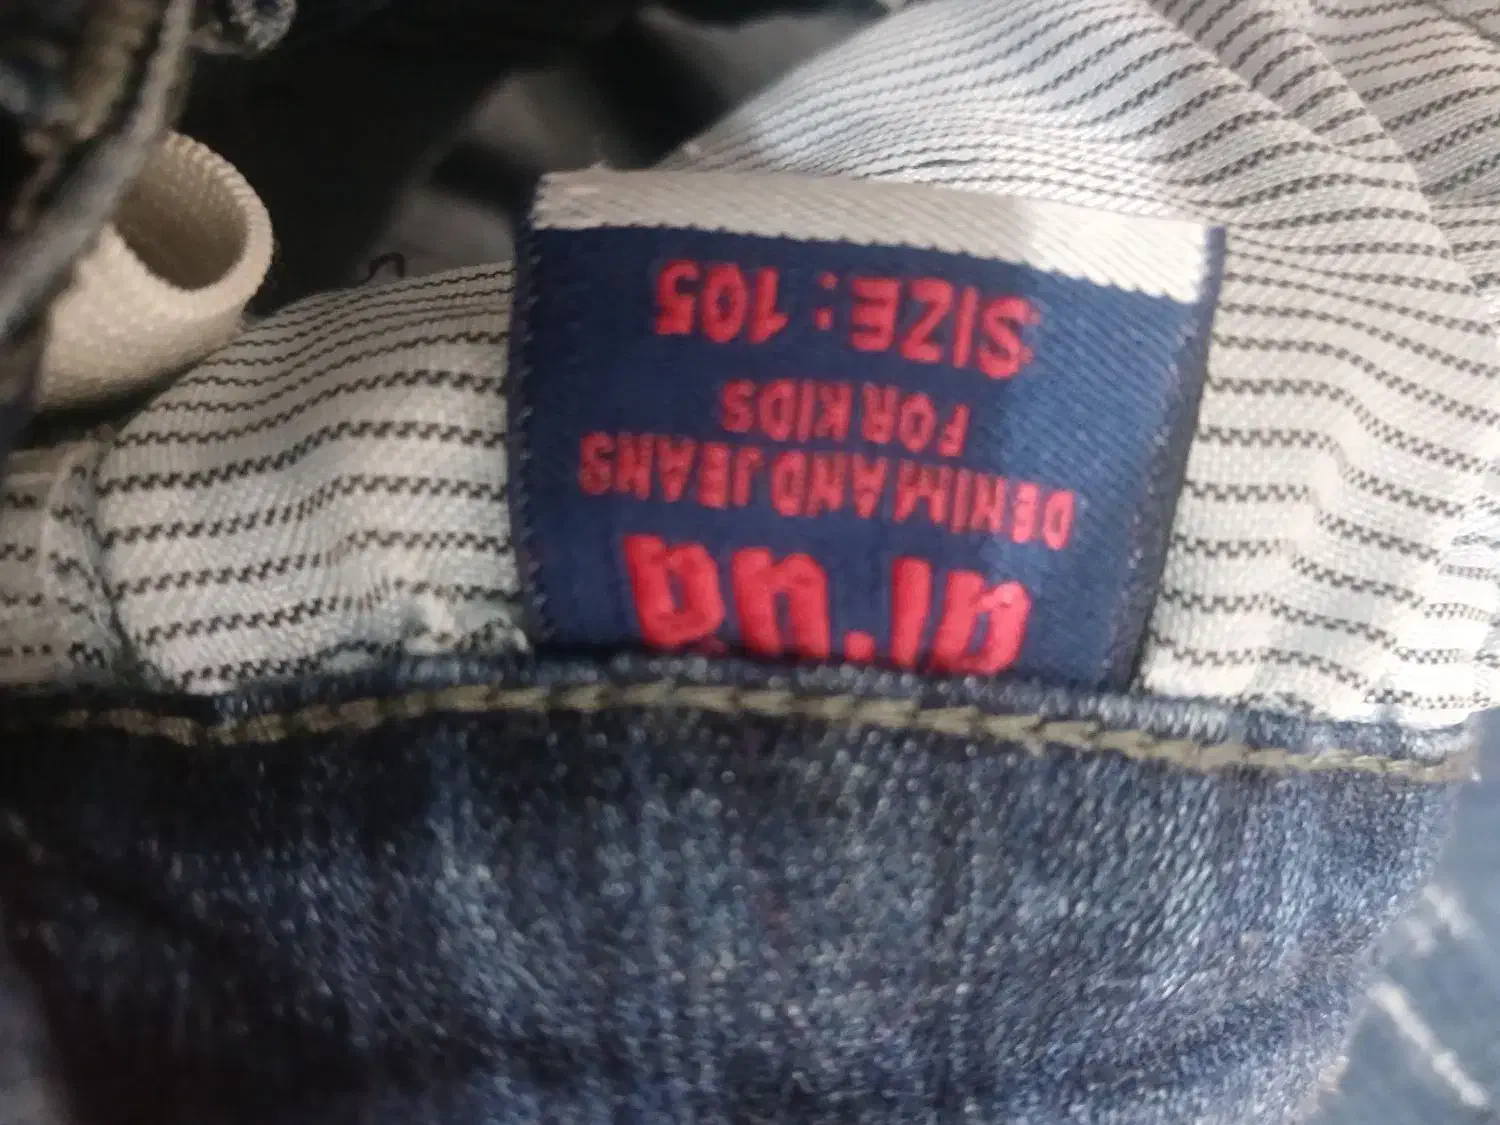 DENIM AND JEANS
FOR KIDS
SIZE : 105